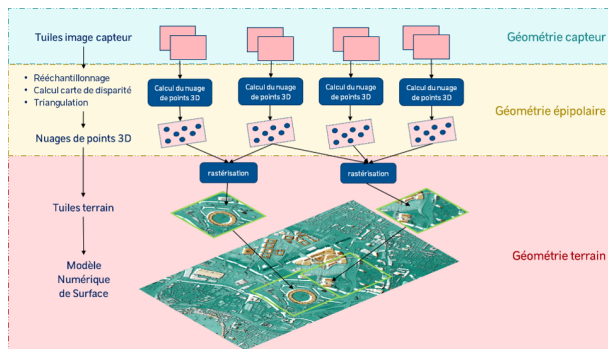 Tuiles image capteur
Géométrie capteur
• Rééchantillonnage
• Calcul carte de disparité
• Triangulation
Calcul du nuage
de points 3D
Calcul du nuage
de points 3D
Calcul du nuage
de points 3D
Calcul du nuage
de points 3D
Géométrie épipolaire
Nuages de points 3D
rastérisation
rastérisation
Tuiles terrain
Géométrie terrain
Modèle
Numérique
de Surface